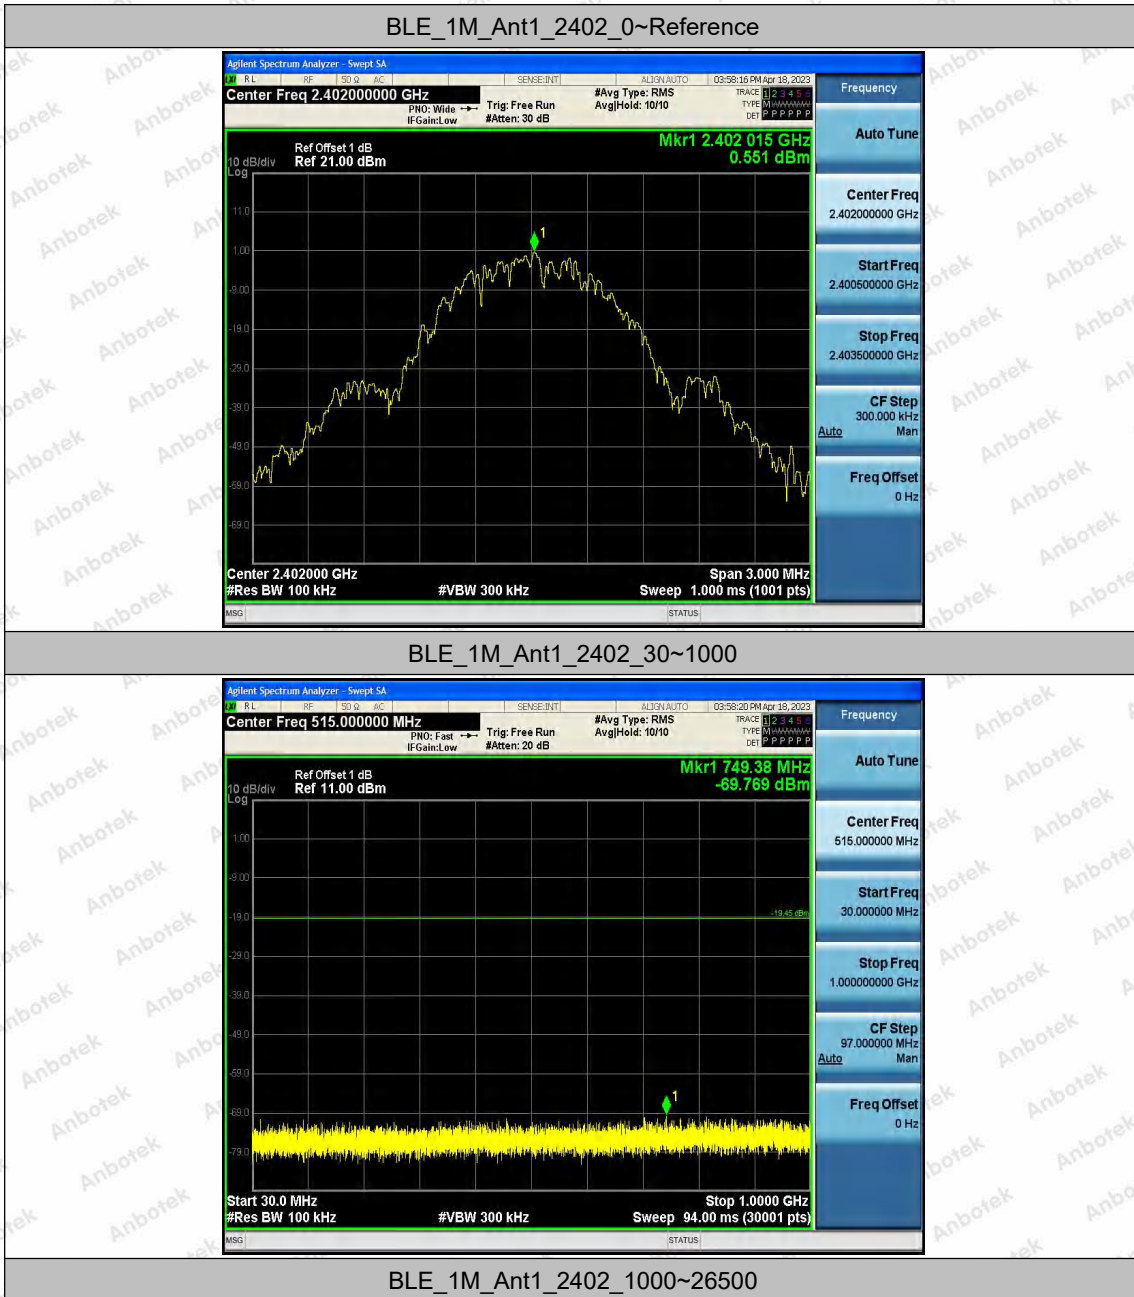 BLE_1M_Ant1_2402_0~Reference
Agilent Spectrum Analyzer - Swept SA
RL RF 50 Ω AC SENSE:INT ALIGN AUTO 03:58:16 PM Apr 18, 2023
Center Freq 2.402000000 GHz
PNO: Wide
IFGain:Low
Trig: Free Run
#Atten: 30 dB
#Avg Type: RMS
Avg|Hold: 10/10
TRACE 1 2 3 4 5 6
TYPE M
DET P P P P P P
Mkr1 2.402 015 GHz
0.551 dBm
Ref Offset 1 dB
10 dB/div Ref 21.00 dBm
Log
11.0
1.00
-9.00
-19.0
-29.0
-39.0
-49.0
-59.0
-69.0
1
Center 2.402000 GHz Span 3.000 MHz
#Res BW 100 kHz #VBW 300 kHz Sweep 1.000 ms (1001 pts)
MSG STATUS
Frequency
Auto Tune
Center Freq
2.402000000 GHz
Start Freq
2.400500000 GHz
Stop Freq
2.403500000 GHz
CF Step
300.000 kHz
Auto Man
Freq Offset
0 Hz
BLE_1M_Ant1_2402_30~1000
Agilent Spectrum Analyzer - Swept SA
RL RF 50 Ω AC SENSE:INT ALIGN AUTO 03:58:20 PM Apr 18, 2023
Center Freq 515.000000 MHz
PNO: Fast
IFGain:Low
Trig: Free Run
#Atten: 20 dB
#Avg Type: RMS
Avg|Hold: 10/10
TRACE 1 2 3 4 5 6
TYPE M
DET P P P P P P
Mkr1 749.38 MHz
-69.769 dBm
Ref Offset 1 dB
10 dB/div Ref 11.00 dBm
Log
1.00
-9.00
-19.0
-29.0
-39.0
-49.0
-59.0
-69.0
-79.0
-19.45 dBm
1
Start 30.0 MHz Stop 1.0000 GHz
#Res BW 100 kHz #VBW 300 kHz Sweep 94.00 ms (30001 pts)
MSG STATUS
Frequency
Auto Tune
Center Freq
515.000000 MHz
Start Freq
30.000000 MHz
Stop Freq
1.000000000 GHz
CF Step
97.000000 MHz
Auto Man
Freq Offset
0 Hz
BLE_1M_Ant1_2402_1000~26500